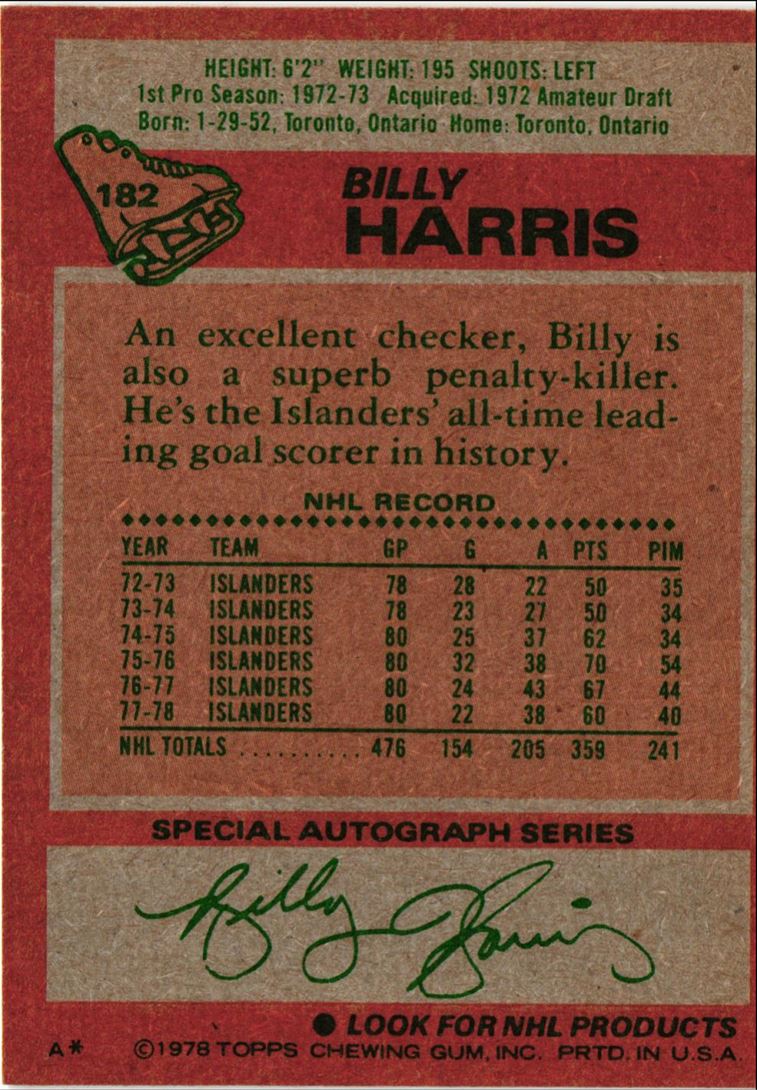 HEIGHT: 6'2" WEIGHT: 195 SHOOTS: LEFT
1st Pro Season: 1972-73 Acquired: 1972 Amateur Draft
Born: 1-29-52, Toronto, Ontario Home: Toronto, Ontario
182
BILLY
HARRIS
An excellent checker, Billy is
also a superb penalty-killer.
He's the Islanders' all-time lead-
ing goal scorer in history.
NHL RECORD
YEAR TEAM GP G A PTS PIM
72-73 ISLANDERS 78 28 22 50 35
73-74 ISLANDERS 78 23 27 50 34
74-75 ISLANDERS 80 25 37 62 34
75-76 ISLANDERS 80 32 38 70 54
76-77 ISLANDERS 80 24 43 67 44
77-78 ISLANDERS 80 22 38 60 40
NHL TOTALS .......... 476 154 205 359 241
SPECIAL AUTOGRAPH SERIES
Billy Harris
● LOOK FOR NHL PRODUCTS
A* ©1978 TOPPS CHEWING GUM, INC. PRTD. IN U.S.A.